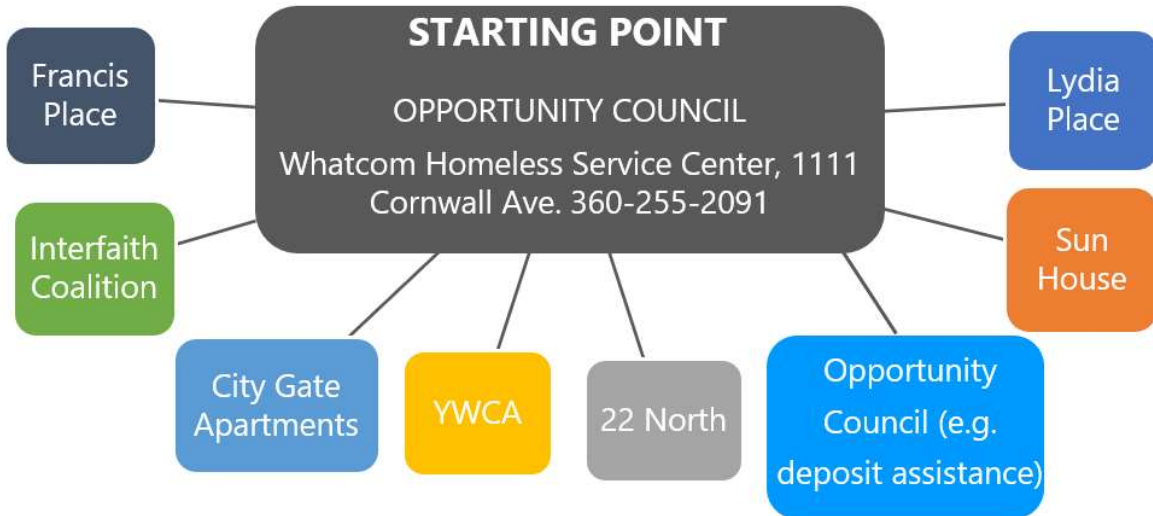 STARTING POINT
OPPORTUNITY COUNCIL
Whatcom Homeless Service Center, 1111
Cornwall Ave. 360-255-2091
Francis
Place
Interfaith
Coalition
City Gate
Apartments
YWCA
22 North
Opportunity
Council (e.g.
deposit assistance)
Sun
House
Lydia
Place